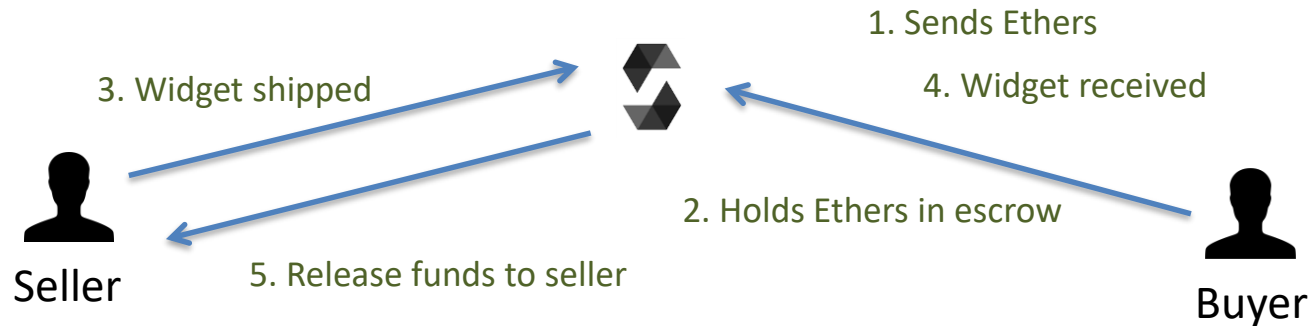 1. Sends Ethers
3. Widget shipped
4. Widget received
2. Holds Ethers in escrow
5. Release funds to seller
Seller
Buyer